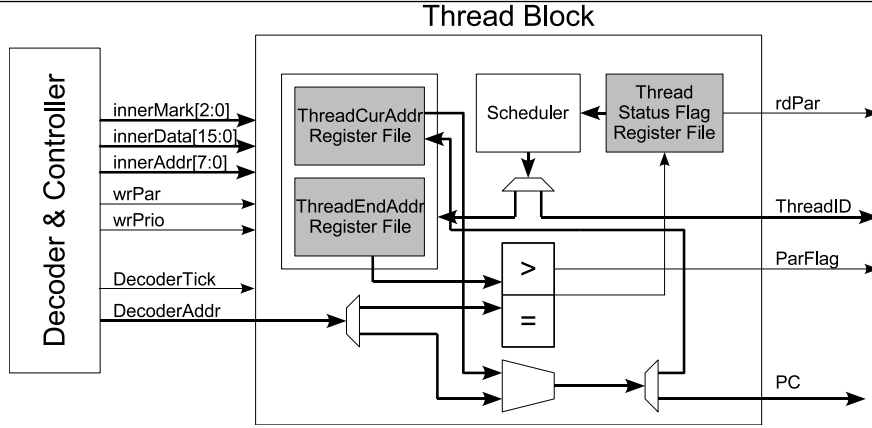 Thread Block
Decoder & Controller
innerMark[2:0]
innerData[15:0]
innerAddr[7:0]
wrPar
wrPrio
DecoderTick
DecoderAddr
ThreadCurAddr
Register File
ThreadEndAddr
Register File
Scheduler
Thread
Status Flag
Register File
>
=
rdPar
ThreadID
ParFlag
PC